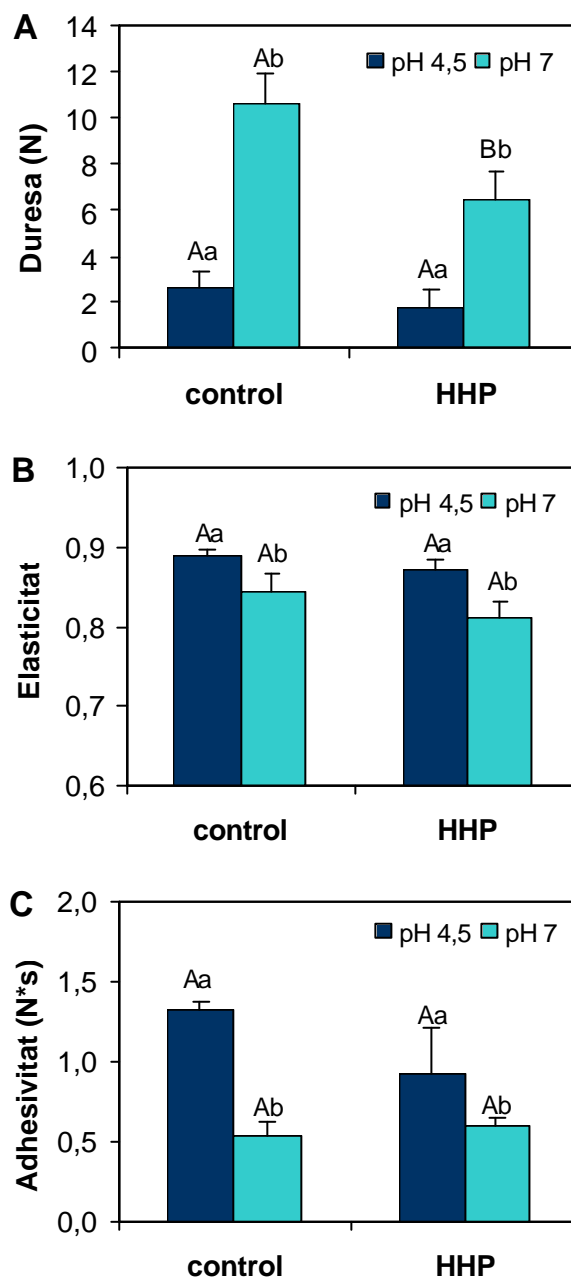 A
14
12
10
8
6
4
2
0
Duresa (N)
pH 4,5 pH 7
Aa
Ab
Aa
Bb
control HHP
B
1,0
0,9
0,8
0,7
0,6
Elasticitat
pH 4,5 pH 7
Aa
Ab
Aa
Ab
control HHP
C
2,0
1,5
1,0
0,5
0,0
Adhesivitat (N*s)
pH 4,5 pH 7
Aa
Ab
Aa
Ab
control HHP